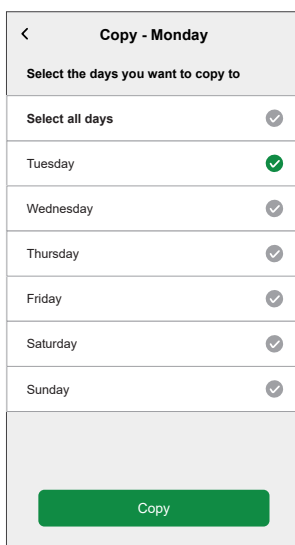 Copy - Monday
Select the days you want to copy to
Select all days
Tuesday
Wednesday
Thursday
Friday
Saturday
Sunday
Copy